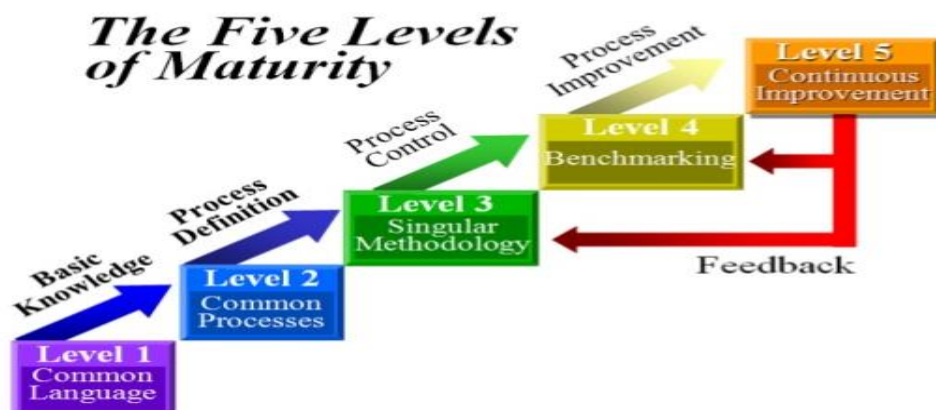 The Five Levels
of Maturity
Process
Improvement
Level 5
Continuous
Improvement
Process
Control
Level 4
Benchmarking
Process
Definition
Level 3
Singular
Methodology
Feedback
Basic
Knowledge
Level 2
Common
Processes
Level 1
Common
Language